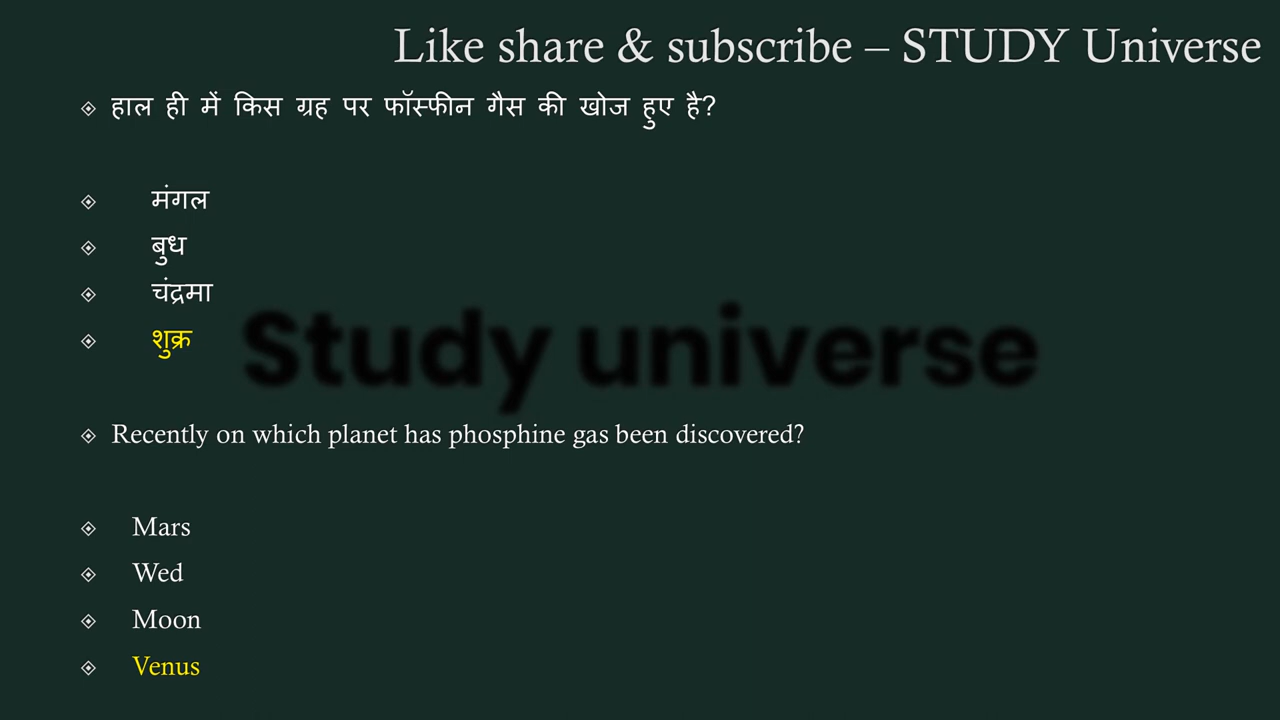 Like share & subscribe – STUDY Universe
हाल ही में किस ग्रह पर फॉस्फीन गैस की खोज हुए है?
मंगल
बुध
चंद्रमा
शुक्र
Study universe
Recently on which planet has phosphine gas been discovered?
Mars
Wed
Moon
Venus